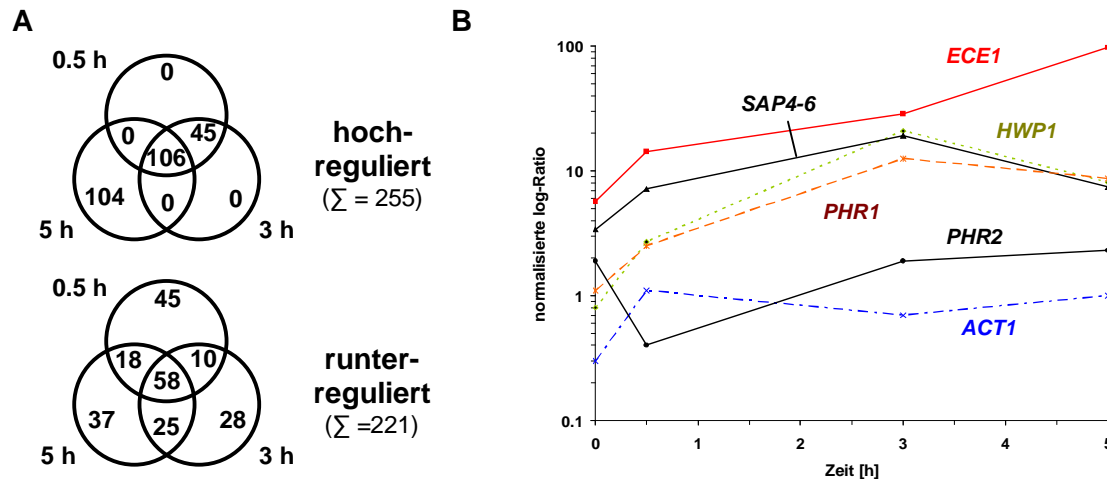 A
0.5 h
0
0
45
106
104
0
0
5 h
3 h
hoch-
reguliert
(∑ = 255)
0.5 h
45
18
10
58
37
25
28
5 h
3 h
runter-
reguliert
(∑ =221)
B
normalisierte log-Ratio
100
10
1
0.1
0
1
2
3
4
5
Zeit [h]
ECE1
SAP4-6
HWP1
PHR1
PHR2
ACT1